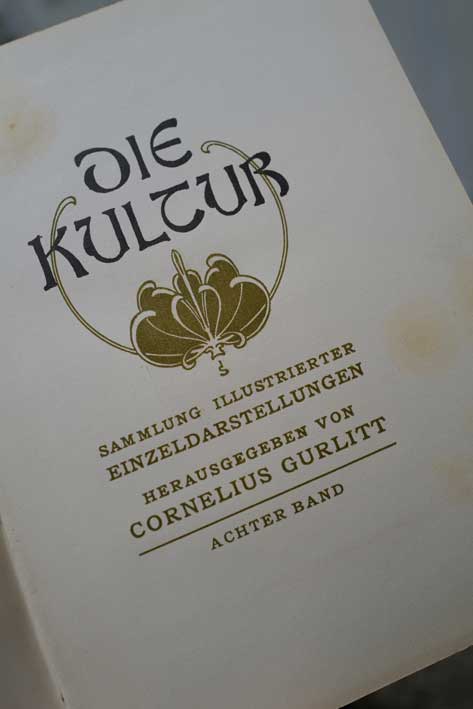 DIE
KULTUR
SAMMLUNG ILLUSTRIERTER
EINZELDARSTELLUNGEN
HERAUSGEGEBEN VON
CORNELIUS GURLITT
ACHTER BAND